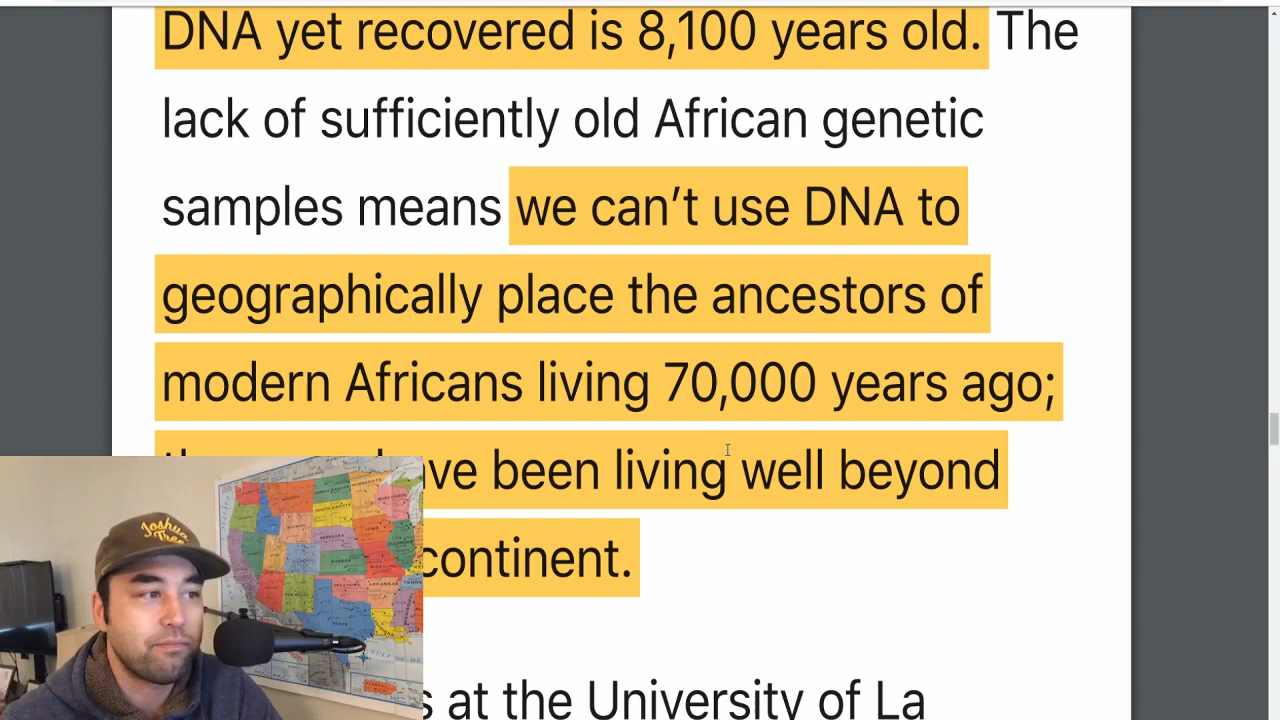 DNA yet recovered is 8,100 years old. The
lack of sufficiently old African genetic
samples means we can’t use DNA to
geographically place the ancestors of
modern Africans living 70,000 years ago;
have been living well beyond
continent.
s at the University of La
Joshua
Tree